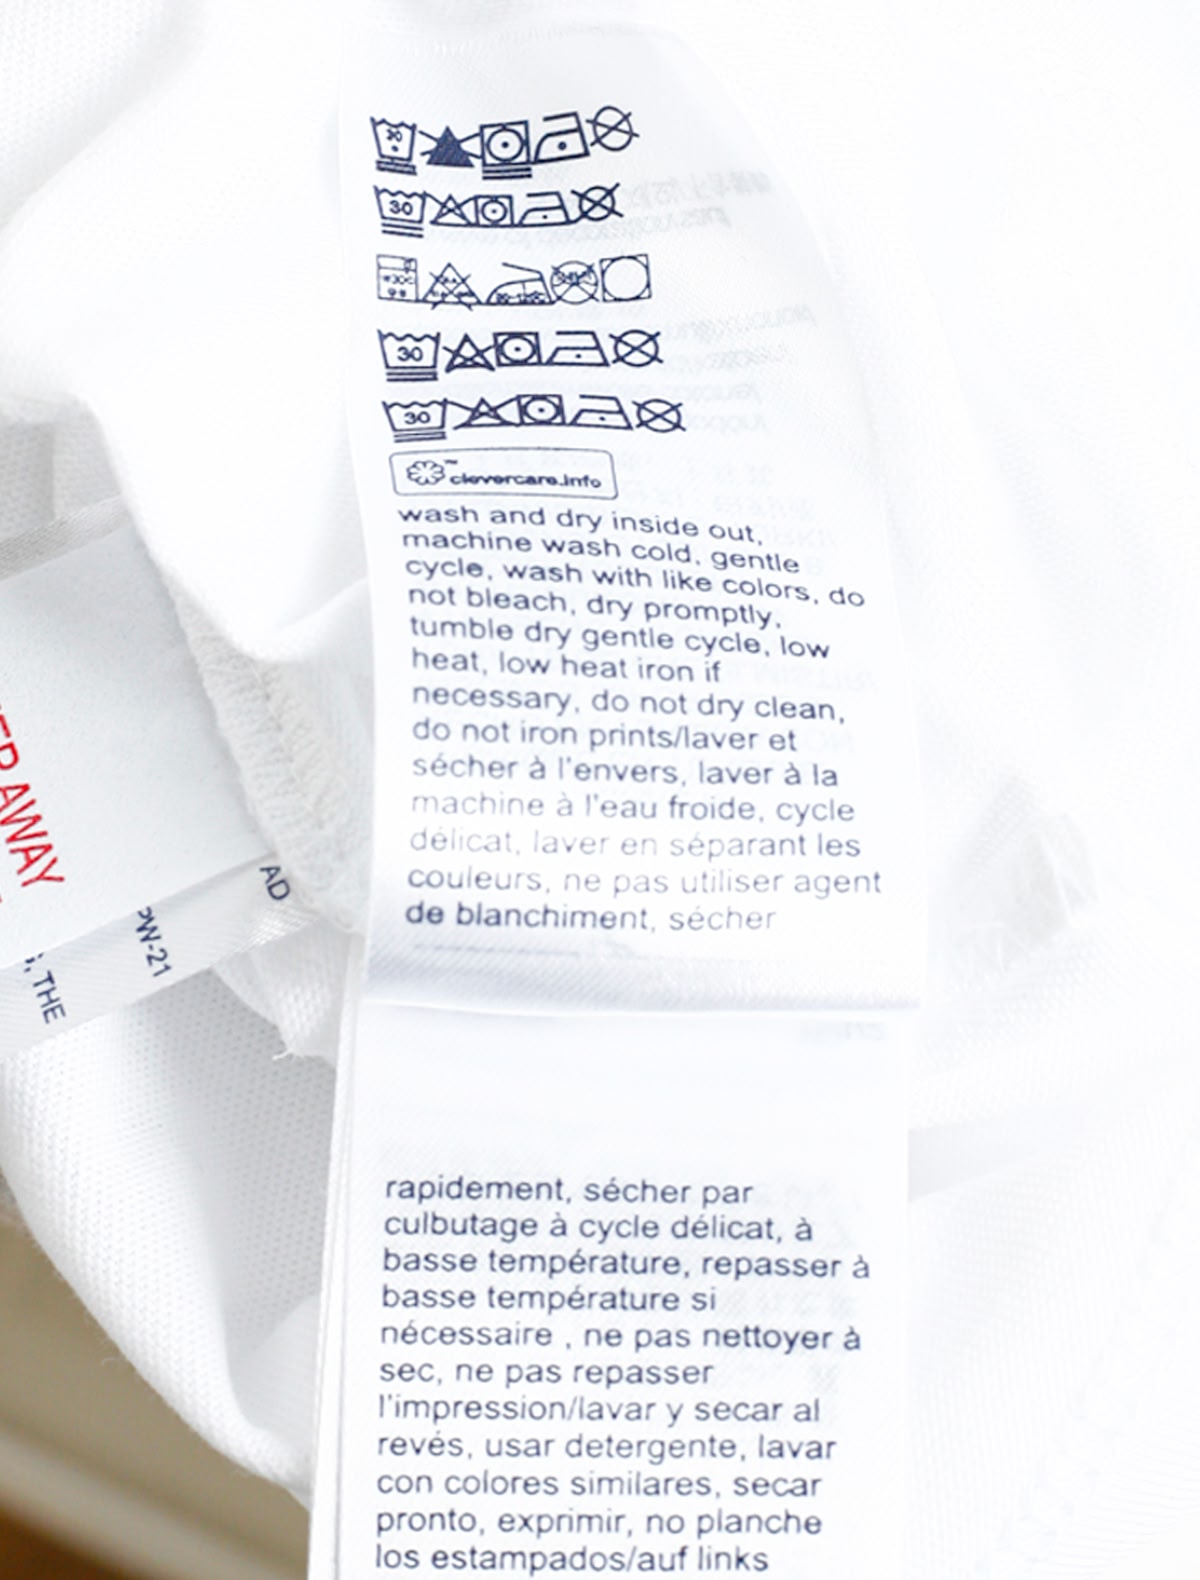 30
30
30
30
clevercare.info
wash and dry inside out,
machine wash cold, gentle
cycle, wash with like colors, do
not bleach, dry promptly,
tumble dry gentle cycle, low
heat, low heat iron if
necessary, do not dry clean,
do not iron prints/laver et
sécher à l'envers, laver à la
machine à l'eau froide, cycle
délicat, laver en séparant les
couleurs, ne pas utiliser agent
de blanchiment, sécher
rapidement, sécher par
culbutage à cycle délicat, à
basse température, repasser à
basse température si
nécessaire , ne pas nettoyer à
sec, ne pas repasser
l'impression/lavar y secar al
revés, usar detergente, lavar
con colores similares, secar
pronto, exprimir, no planche
los estampados/auf links
AWAY
AD
W-21
, THE